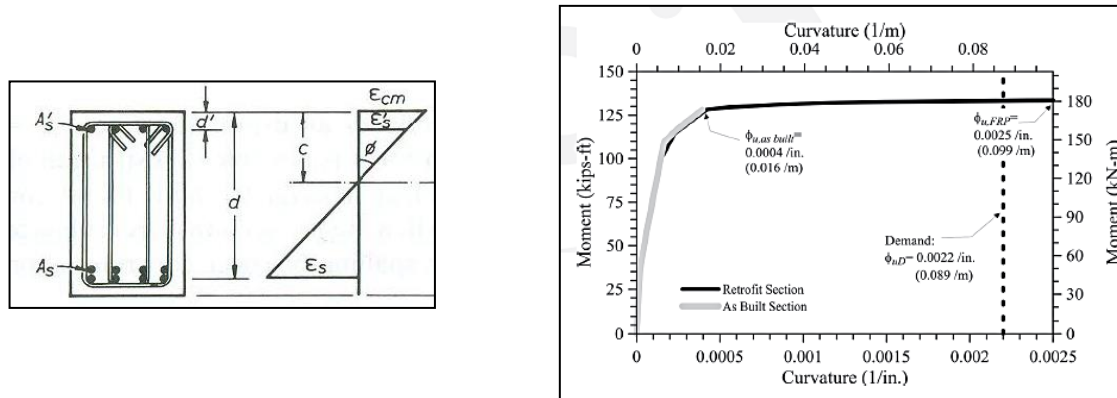 εcm
A's
d'
ε's
c
ø
d
As
εs
Curvature (1/m)
0 0.02 0.04 0.06 0.08
150
125
100
75
50
25
0
Moment (kips-ft)
180
150
120
90
60
30
0
Moment (kN-m)
ϕu,as built=
0.0004 /in.
(0.016 /m)
ϕu,FRP=
0.0025 /in.
(0.099 /m)
Demand:
ϕuD=0.0022 /in.
(0.089 /m)
Retrofit Section
As Built Section
0 0.0005 0.001 0.0015 0.002 0.0025
Curvature (1/in.)